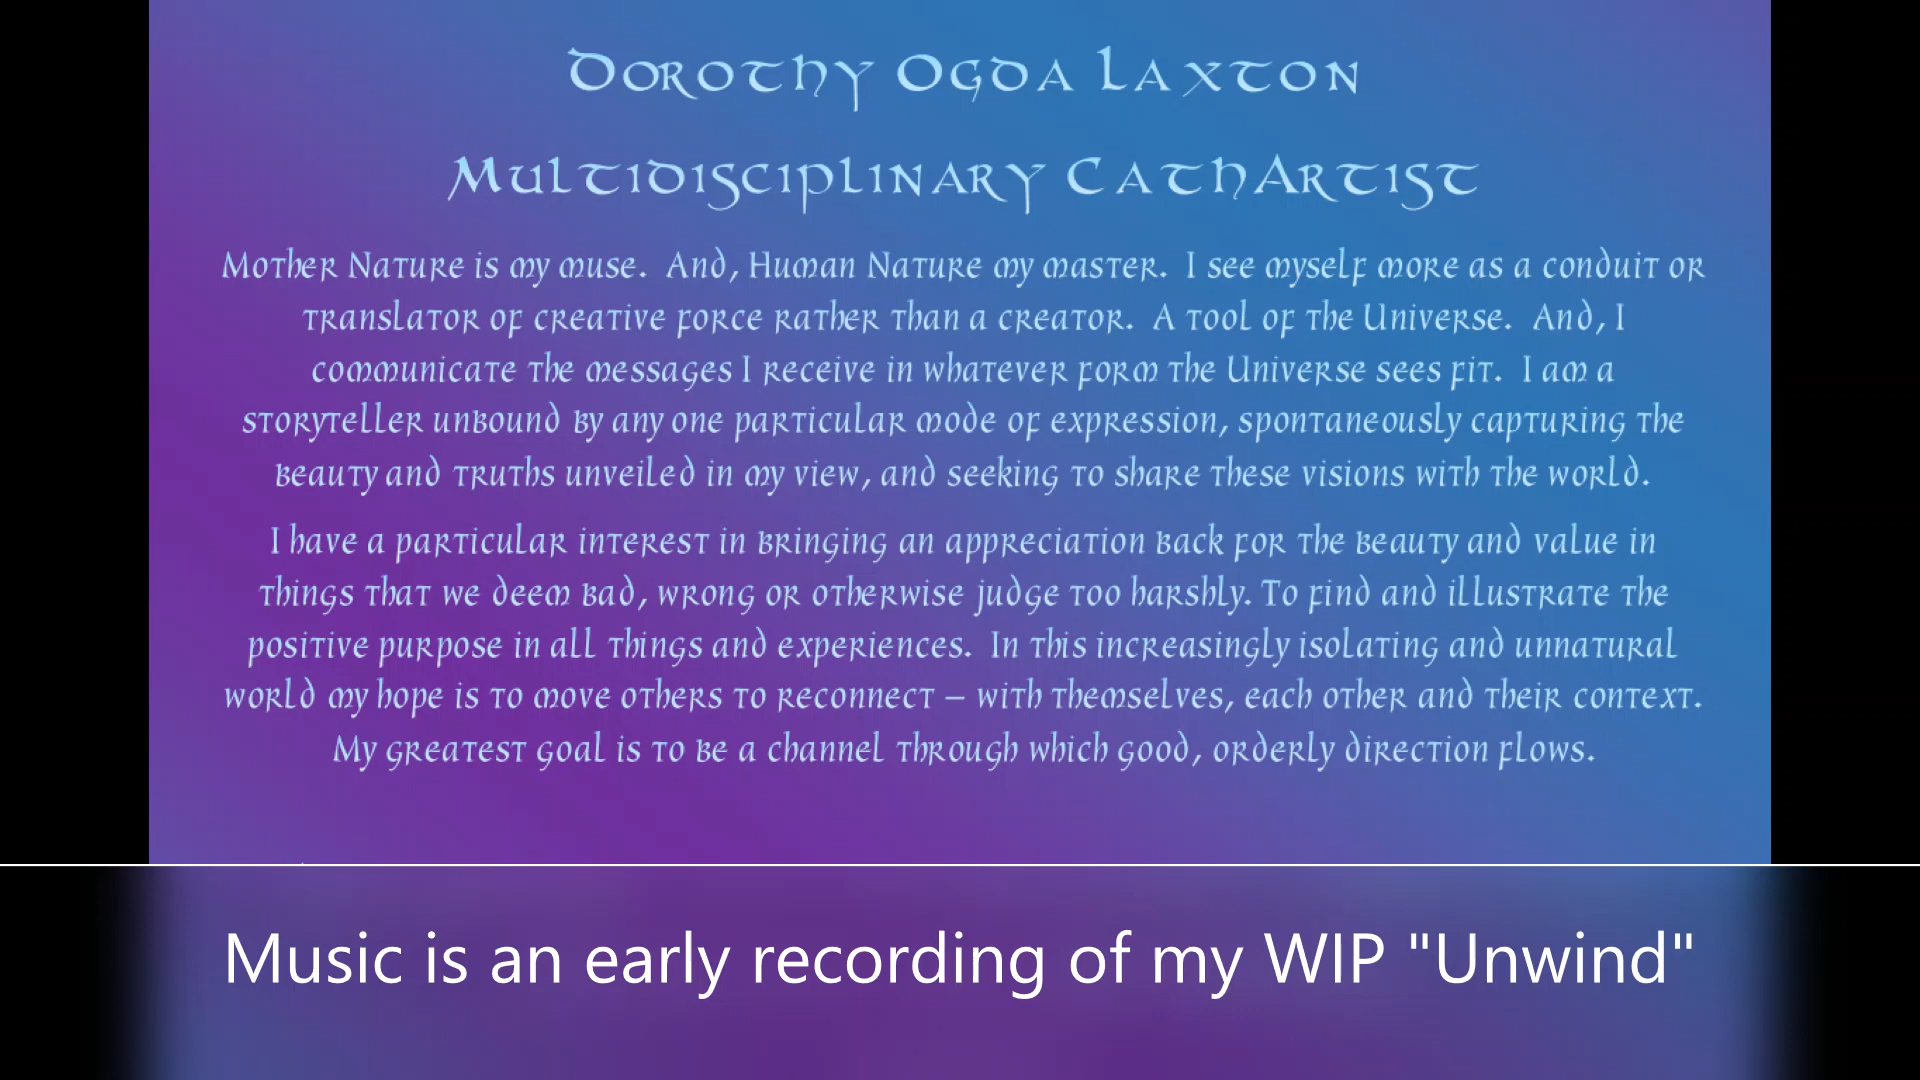 Dorothy Ogda Laxton
Multidisciplinary CathArtist
Mother Nature is my muse.  And, Human Nature my master.  I see myself more as a conduit or
translator of creative force rather than a creator.  A tool of the Universe.  And, I
communicate the messages I receive in whatever form the Universe sees fit.  I am a
storyteller unbound by any one particular mode of expression, spontaneously capturing the
beauty and truths unveiled in my view, and seeking to share these visions with the world.
I have a particular interest in bringing an appreciation back for the beauty and value in
things that we deem bad, wrong or otherwise judge too harshly. To find and illustrate the
positive purpose in all things and experiences.  In this increasingly isolating and unnatural
world my hope is to move others to reconnect – with themselves, each other and their context.
My greatest goal is to be a channel through which good, orderly direction flows.
Music is an early recording of my WIP "Unwind"